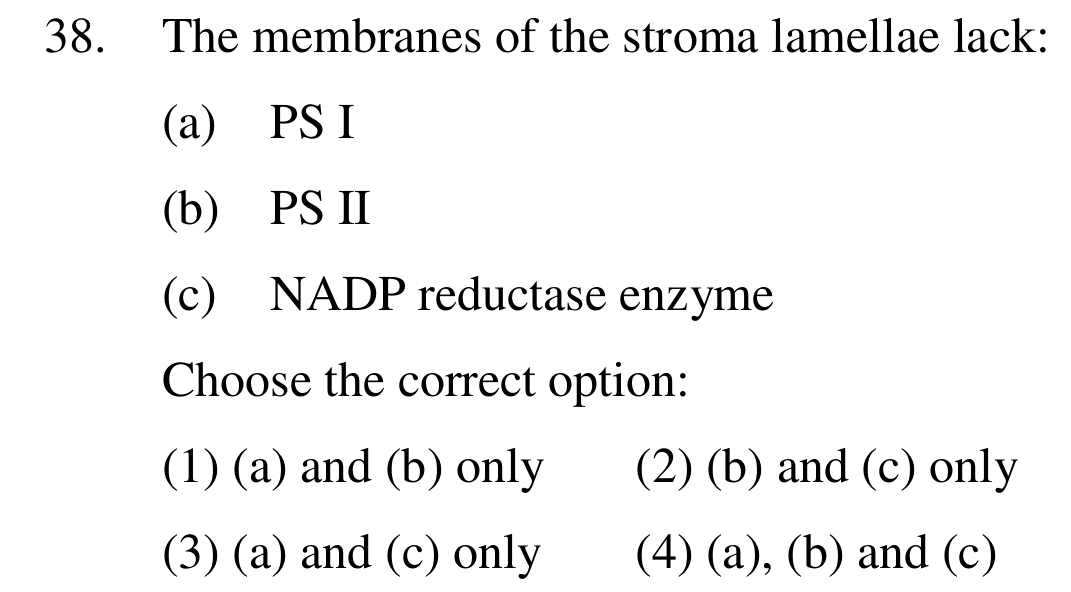 38. The membranes of the stroma lamellae lack:
(a) PS I
(b) PS II
(c) NADP reductase enzyme
Choose the correct option:
(1) (a) and (b) only (2) (b) and (c) only
(3) (a) and (c) only (4) (a), (b) and (c)